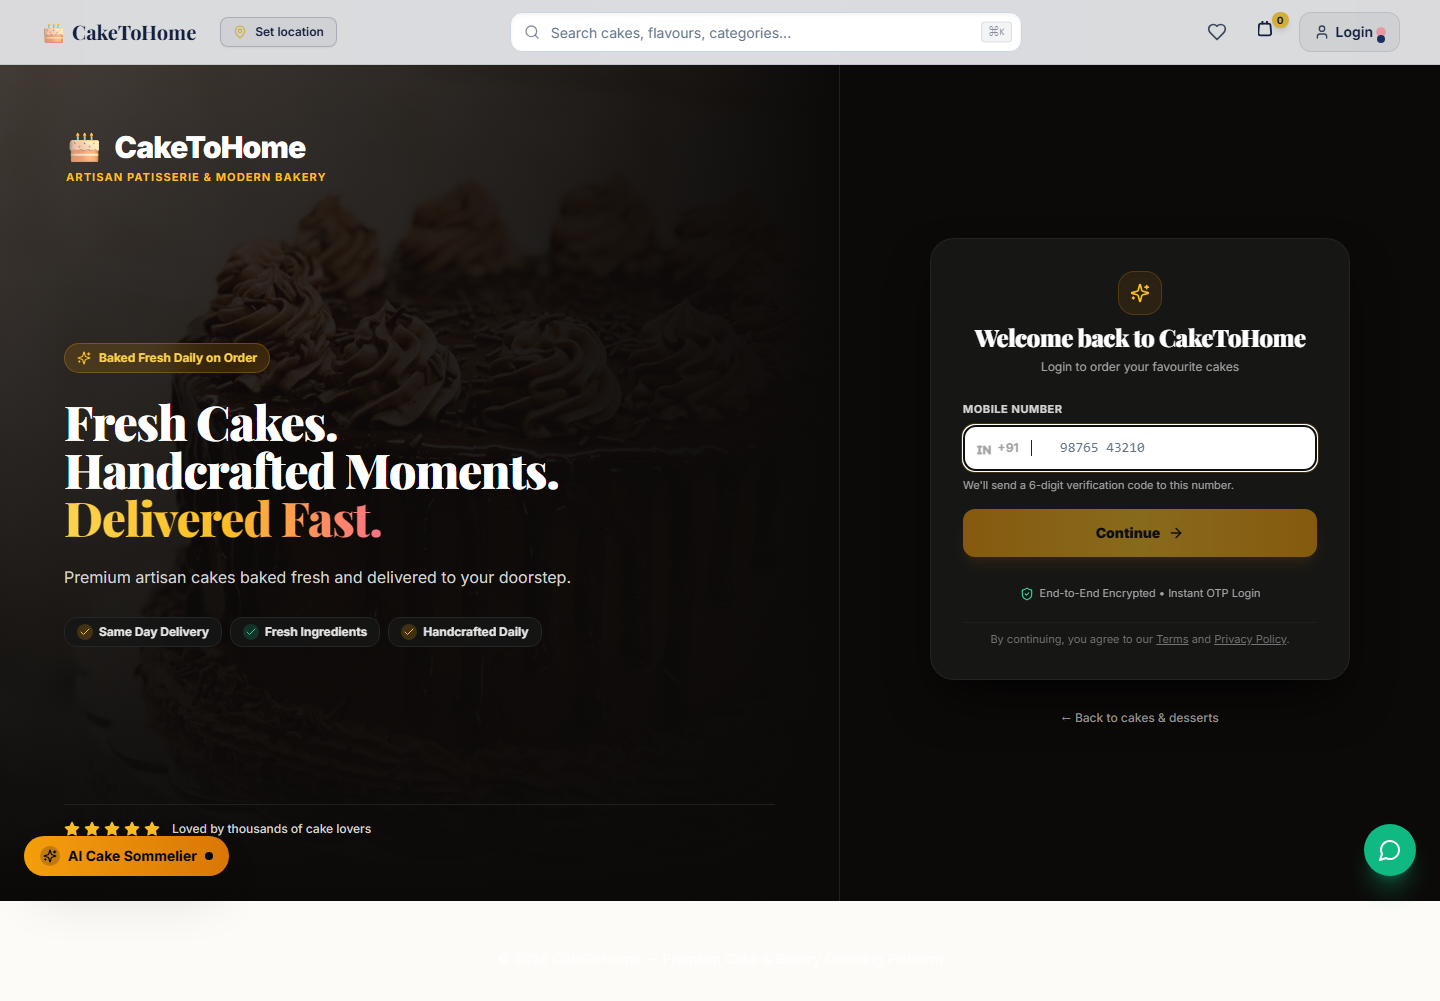 CakeToHome
Set location
Search cakes, flavours, categories...
⌘K
0
Login
CakeToHome
ARTISAN PATISSERIE & MODERN BAKERY
Baked Fresh Daily on Order
Fresh Cakes.
Handcrafted Moments.
Delivered Fast.
Premium artisan cakes baked fresh and delivered to your doorstep.
Same Day Delivery
Fresh Ingredients
Handcrafted Daily
Loved by thousands of cake lovers
AI Cake Sommelier
Welcome back to CakeToHome
Login to order your favourite cakes
MOBILE NUMBER
IN +91 98765 43210
We'll send a 6-digit verification code to this number.
Continue →
End-to-End Encrypted • Instant OTP Login
By continuing, you agree to our Terms and Privacy Policy.
← Back to cakes & desserts